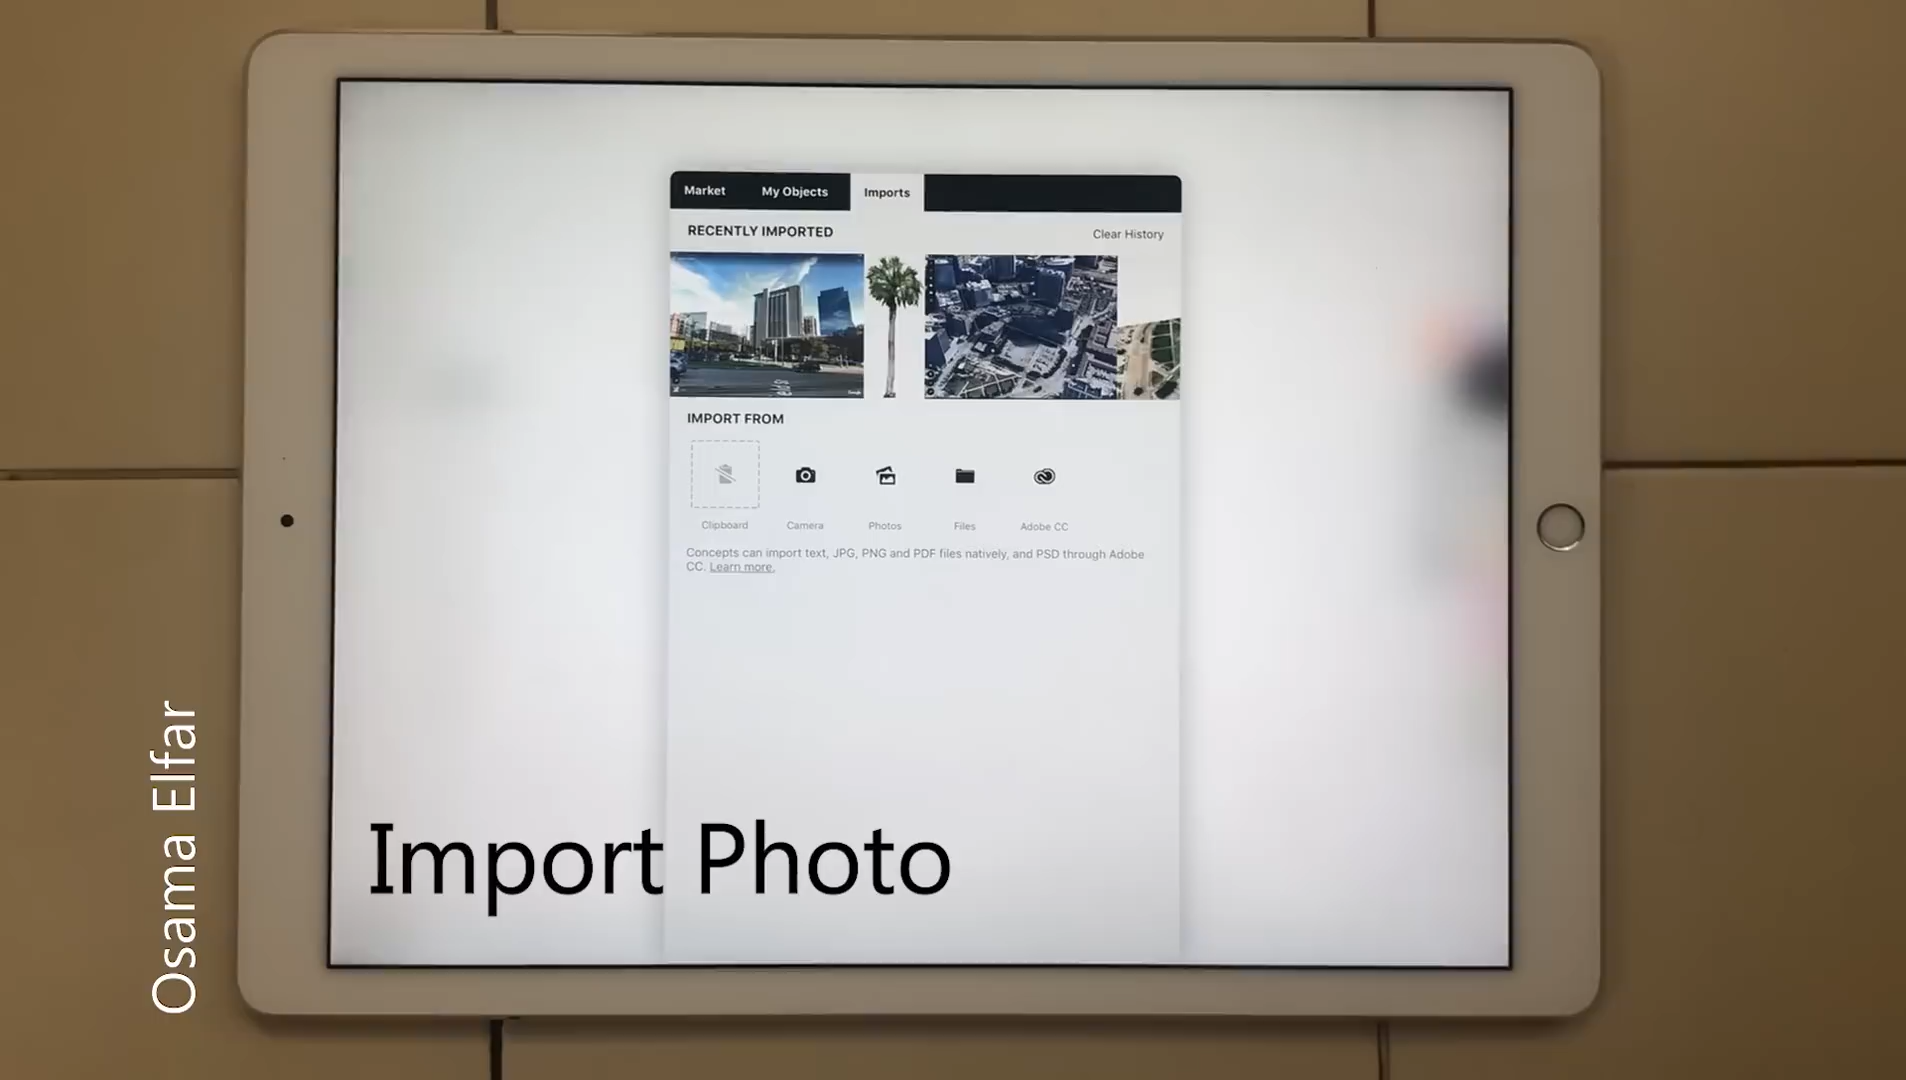 Market My Objects Imports
RECENTLY IMPORTED Clear History
IMPORT FROM
Clipboard Camera Photos Files Adobe CC
Concepts can import text, JPG, PNG and PDF files natively, and PSD through Adobe
CC. Learn more.
Import Photo
Osama Elfar